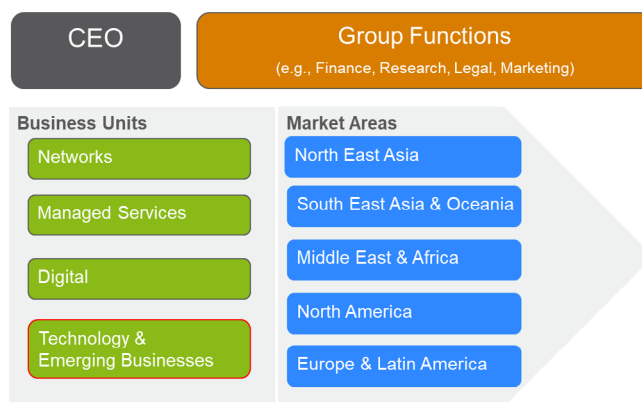 CEO
Group Functions
(e.g., Finance, Research, Legal, Marketing)
Business Units
Networks
Managed Services
Digital
Technology &
Emerging Businesses
Market Areas
North East Asia
South East Asia & Oceania
Middle East & Africa
North America
Europe & Latin America